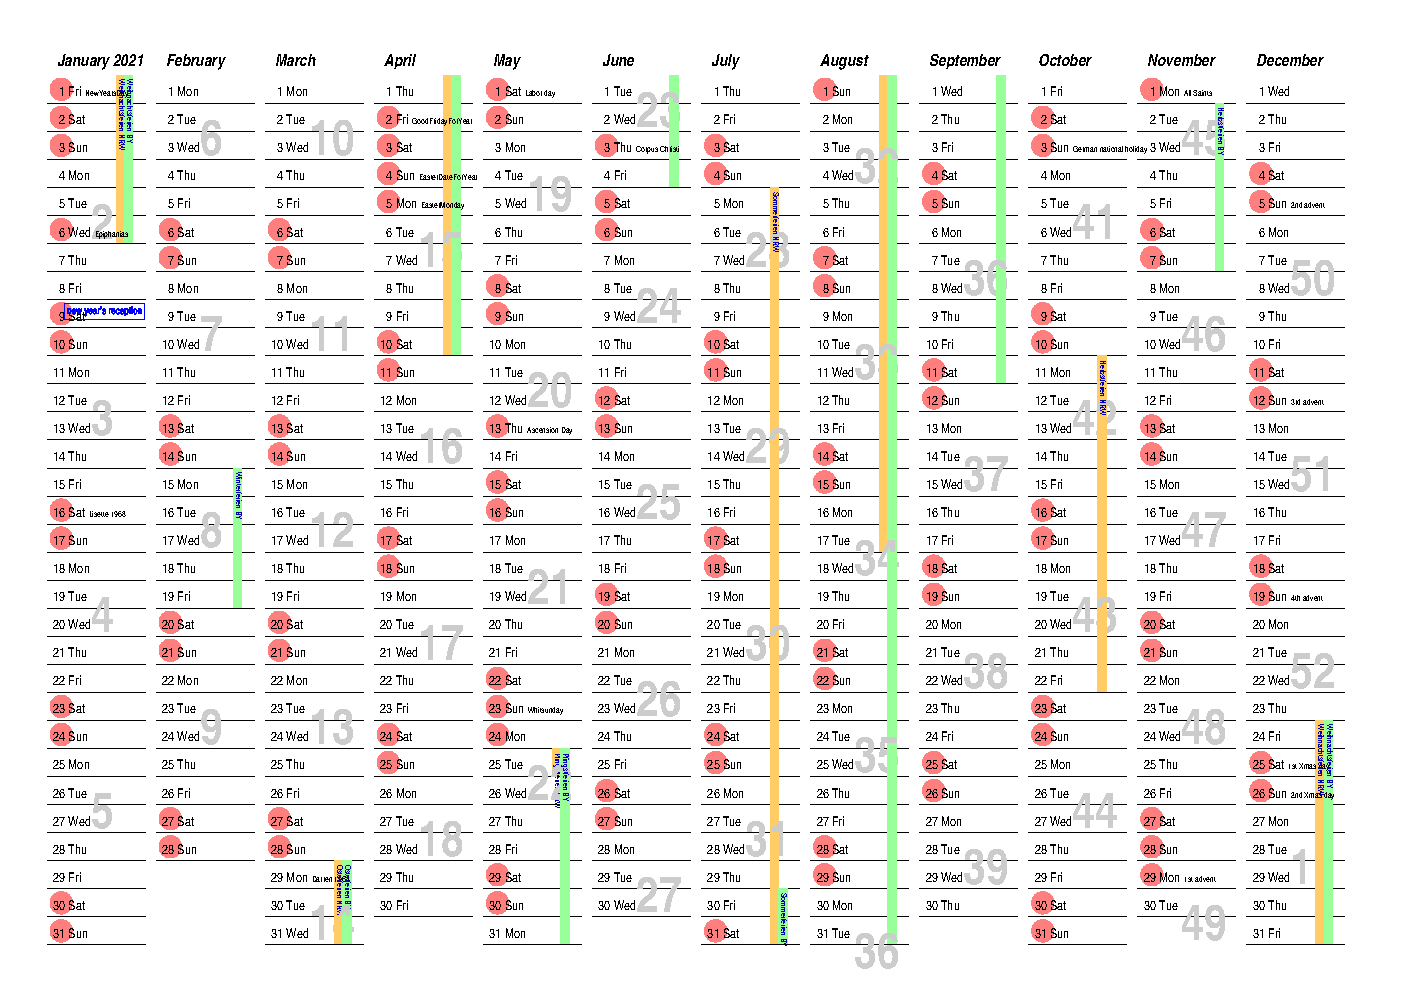 January 2021
1 Fri New Years Day
2 Sat
3 Sun
4 Mon
5 Tue
6 Wed Epiphanias
2
7 Thu
8 Fri
9 Sat
new year's reception
10 Sun
11 Mon
12 Tue
13 Wed
3
14 Thu
15 Fri
16 Sat Lisette 1968
17 Sun
18 Mon
19 Tue
20 Wed
4
21 Thu
22 Fri
23 Sat
24 Sun
25 Mon
26 Tue
27 Wed
5
28 Thu
29 Fri
30 Sat
31 Sun
Weihnachtsferien NRW
Weihnachtsferien BY
February
1 Mon
2 Tue
3 Wed
6
4 Thu
5 Fri
6 Sat
7 Sun
8 Mon
9 Tue
10 Wed
7
11 Thu
12 Fri
13 Sat
14 Sun
15 Mon
16 Tue
17 Wed
8
18 Thu
19 Fri
20 Sat
21 Sun
22 Mon
23 Tue
24 Wed
9
25 Thu
26 Fri
27 Sat
28 Sun
Winterferien BY
March
1 Mon
2 Tue
3 Wed
10
4 Thu
5 Fri
6 Sat
7 Sun
8 Mon
9 Tue
10 Wed
11
11 Thu
12 Fri
13 Sat
14 Sun
15 Mon
16 Tue
17 Wed
12
18 Thu
19 Fri
20 Sat
21 Sun
22 Mon
23 Tue
24 Wed
13
25 Thu
26 Fri
27 Sat
28 Sun
29 Mon
30 Tue
31 Wed
14
Osterferien NRW
Osterferien BY
April
1 Thu
2 Fri GoodFridayForYear
3 Sat
4 Sun EasterDateForYear
5 Mon EasterMonday
6 Tue
7 Wed
8 Thu
9 Fri
10 Sat
11 Sun
12 Mon
13 Tue
14 Wed
16
15 Thu
16 Fri
17 Sat
18 Sun
19 Mon
20 Tue
21 Wed
17
22 Thu
23 Fri
24 Sat
25 Sun
26 Mon
27 Tue
28 Wed
18
29 Thu
30 Fri
May
1 Sat Labor day
2 Sun
3 Mon
4 Tue
5 Wed
19
6 Thu
7 Fri
8 Sat
9 Sun
10 Mon
11 Tue
12 Wed
20
13 Thu Ascension Day
14 Fri
15 Sat
16 Sun
17 Mon
18 Tue
19 Wed
21
20 Thu
21 Fri
22 Sat
23 Sun Whitsunday
24 Mon
25 Tue
26 Wed
22
27 Thu
28 Fri
29 Sat
30 Sun
31 Mon
Pfingstferien BY
June
1 Tue
2 Wed
23
3 Thu Corpus Christi
4 Fri
5 Sat
6 Sun
7 Mon
8 Tue
9 Wed
24
10 Thu
11 Fri
12 Sat
13 Sun
14 Mon
15 Tue
16 Wed
25
17 Thu
18 Fri
19 Sat
20 Sun
21 Mon
22 Tue
23 Wed
26
24 Thu
25 Fri
26 Sat
27 Sun
28 Mon
29 Tue
30 Wed
27
July
1 Thu
2 Fri
3 Sat
4 Sun
5 Mon
6 Tue
7 Wed
28
8 Thu
9 Fri
10 Sat
11 Sun
12 Mon
13 Tue
14 Wed
29
15 Thu
16 Fri
17 Sat
18 Sun
19 Mon
20 Tue
21 Wed
30
22 Thu
23 Fri
24 Sat
25 Sun
26 Mon
27 Tue
28 Wed
31
29 Thu
30 Fri
31 Sat
Sommerferien NRW
Sommerferien BY
August
1 Sun
2 Mon
3 Tue
4 Wed
32
5 Thu
6 Fri
7 Sat
8 Sun
9 Mon
10 Tue
11 Wed
33
12 Thu
13 Fri
14 Sat
15 Sun
16 Mon
17 Tue
18 Wed
34
19 Thu
20 Fri
21 Sat
22 Sun
23 Mon
24 Tue
25 Wed
35
26 Thu
27 Fri
28 Sat
29 Sun
30 Mon
31 Tue
36
September
1 Wed
2 Thu
3 Fri
4 Sat
5 Sun
6 Mon
7 Tue
8 Wed
36
9 Thu
10 Fri
11 Sat
12 Sun
13 Mon
14 Tue
15 Wed
37
16 Thu
17 Fri
18 Sat
19 Sun
20 Mon
21 Tue
22 Wed
38
23 Thu
24 Fri
25 Sat
26 Sun
27 Mon
28 Tue
29 Wed
39
30 Thu
October
1 Fri
2 Sat
3 Sun German national holiday
4 Mon
5 Tue
6 Wed
41
7 Thu
8 Fri
9 Sat
10 Sun
11 Mon
12 Tue
13 Wed
42
14 Thu
15 Fri
16 Sat
17 Sun
18 Mon
19 Tue
20 Wed
43
21 Thu
22 Fri
23 Sat
24 Sun
25 Mon
26 Tue
27 Wed
44
28 Thu
29 Fri
30 Sat
31 Sun
Herbstferien NRW
November
1 Mon All Saints
2 Tue
3 Wed
45
4 Thu
5 Fri
6 Sat
7 Sun
8 Mon
9 Tue
10 Wed
46
11 Thu
12 Fri
13 Sat
14 Sun
15 Mon
16 Tue
17 Wed
47
18 Thu
19 Fri
20 Sat
21 Sun
22 Mon
23 Tue
24 Wed
48
25 Thu
26 Fri
27 Sat
28 Sun
29 Mon 1st advent
30 Tue
49
Herbstferien BY
December
1 Wed
2 Thu
3 Fri
4 Sat
5 Sun 2nd advent
6 Mon
7 Tue
8 Wed
50
9 Thu
10 Fri
11 Sat
12 Sun 3rd advent
13 Mon
14 Tue
15 Wed
51
16 Thu
17 Fri
18 Sat
19 Sun 4th advent
20 Mon
21 Tue
22 Wed
52
23 Thu
24 Fri
25 Sat 1st Xmas day
26 Sun 2nd Xmas day
27 Mon
28 Tue
29 Wed
1
30 Thu
31 Fri
Weihnachtsferien NRW
Weihnachtsferien BY